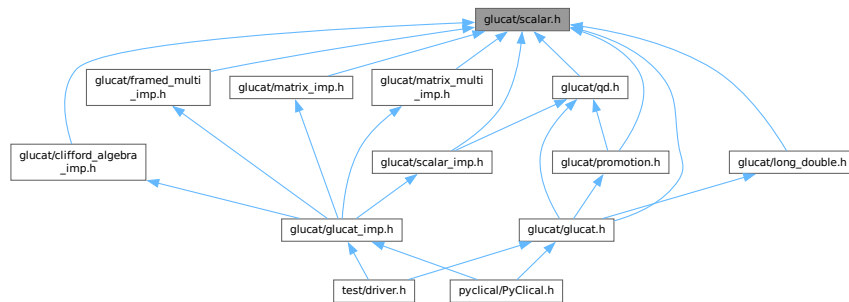 glucat/scalar.h
glucat/framed_multi
_imp.h
glucat/matrix_imp.h
glucat/matrix_multi
_imp.h
glucat/qd.h
glucat/clifford_algebra
_imp.h
glucat/scalar_imp.h
glucat/promotion.h
glucat/long_double.h
glucat/glucat_imp.h
glucat/glucat.h
test/driver.h
pyclical/PyClical.h